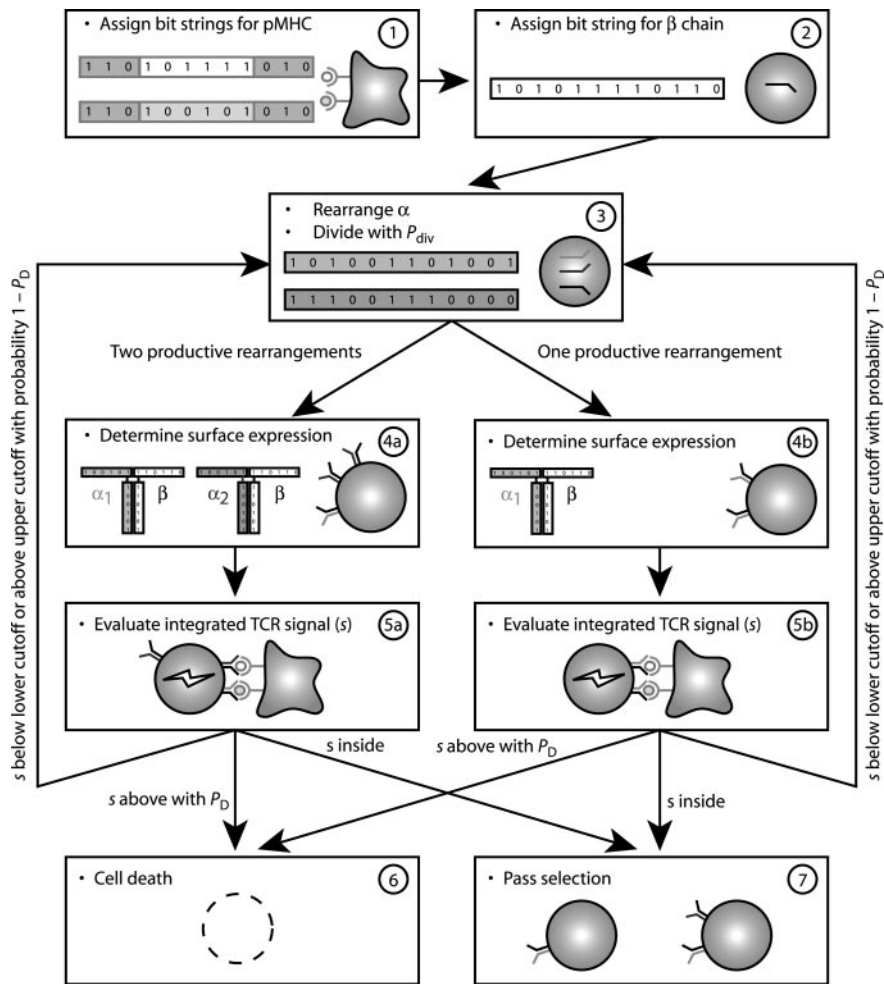 • Assign bit strings for pMHC
1
1 1 0 1 0 1 1 1 1 0 1 0
1 1 0 1 0 0 1 0 1 0 1 0
• Assign bit string for β chain
2
1 0 1 0 1 1 1 1 0 1 1 0
• Rearrange α
• Divide with P_div
3
1 0 1 0 0 1 1 0 1 0 0 1
1 1 1 0 0 1 1 1 0 0 0 0
Two productive rearrangements
One productive rearrangement
• Determine surface expression
4a
α1
β
α2
β
• Determine surface expression
4b
α1
β
• Evaluate integrated TCR signal (s)
5a
• Evaluate integrated TCR signal (s)
5b
s below lower cutoff or above upper cutoff with probability 1 – P_D
s below lower cutoff or above upper cutoff with probability 1 – P_D
s inside
s above with P_D
s above with P_D
s inside
• Cell death
6
• Pass selection
7